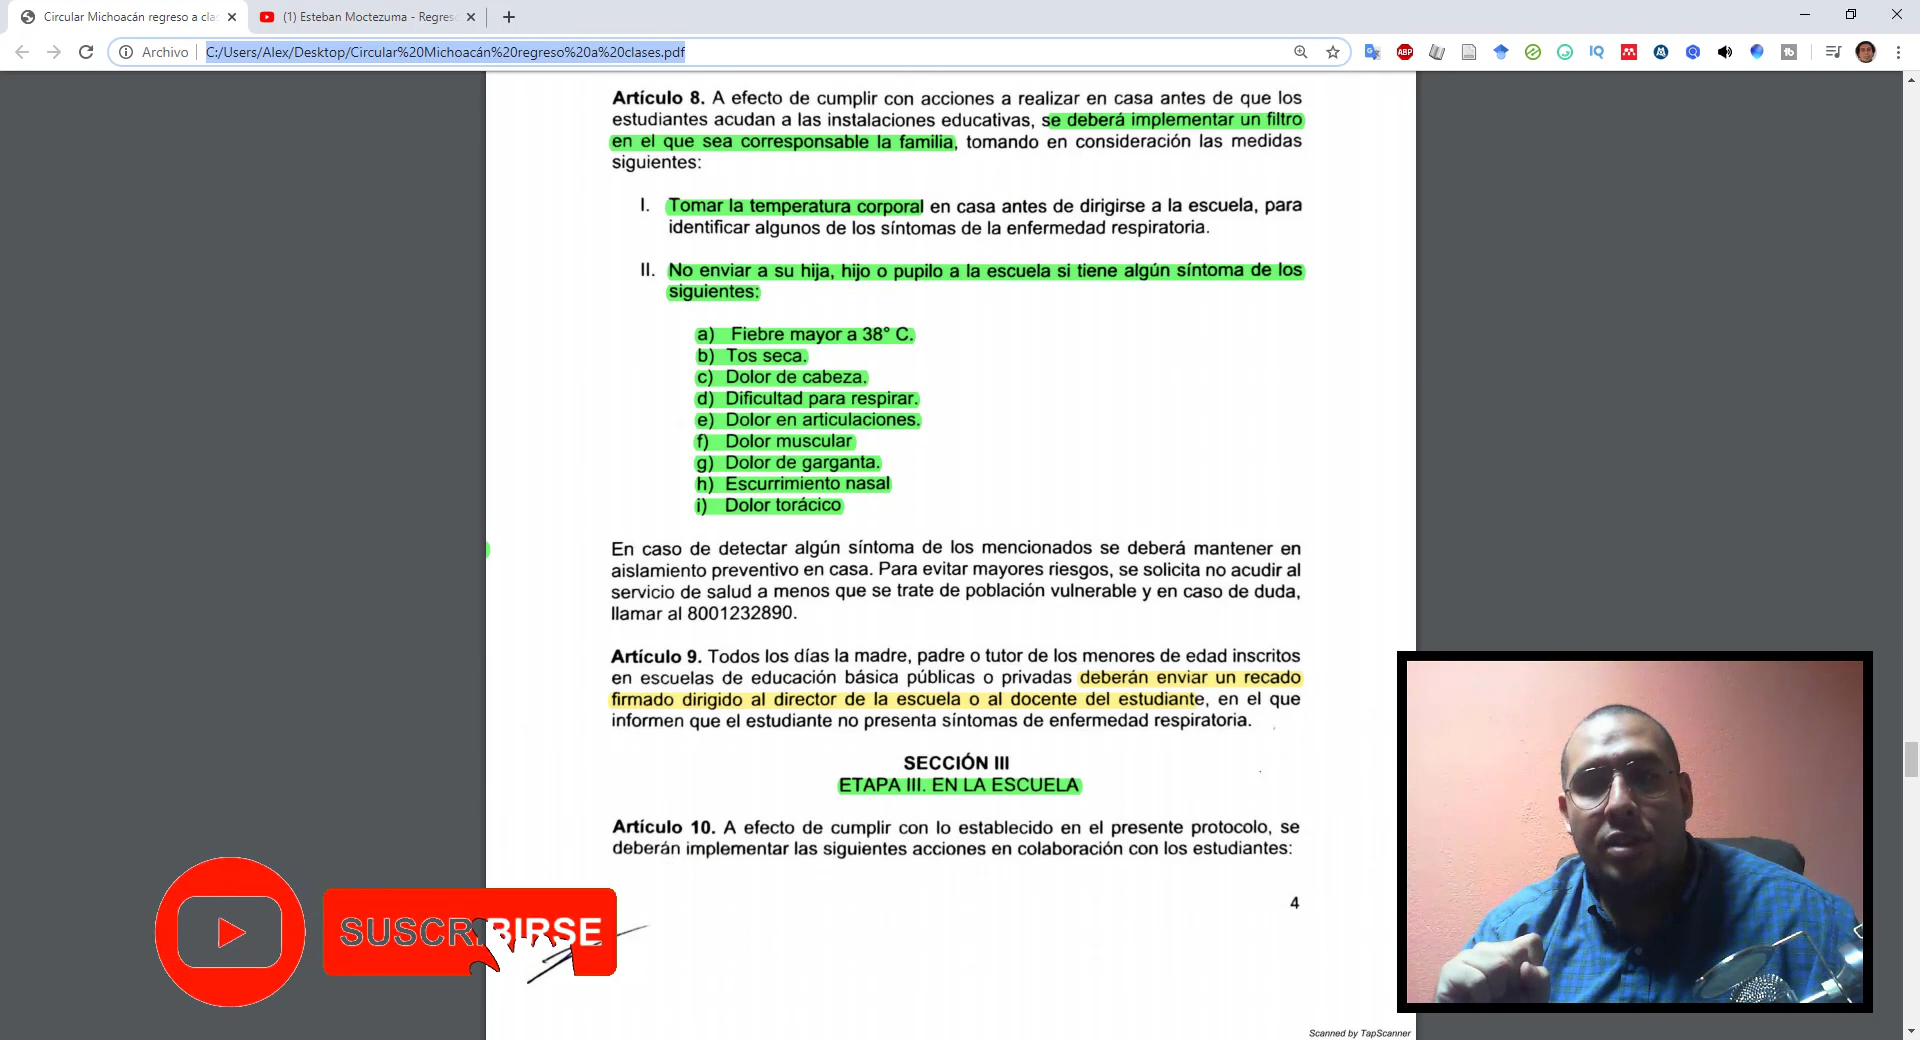 Circular Michoacán regreso a cla
(1) Esteban Moctezuma - Regres
Archivo
C:/Users/Alex/Desktop/Circular%20Michoacán%20regreso%20a%20clases.pdf
ABP
IQ
Artículo 8. A efecto de cumplir con acciones a realizar en casa antes de que los
estudiantes acudan a las instalaciones educativas, se deberá implementar un filtro
en el que sea corresponsable la familia, tomando en consideración las medidas
siguientes:
I. Tomar la temperatura corporal en casa antes de dirigirse a la escuela, para
identificar algunos de los síntomas de la enfermedad respiratoria.
II. No enviar a su hija, hijo o pupilo a la escuela si tiene algún síntoma de los
siguientes:
a) Fiebre mayor a 38° C.
b) Tos seca.
c) Dolor de cabeza.
d) Dificultad para respirar.
e) Dolor en articulaciones.
f) Dolor muscular
g) Dolor de garganta.
h) Escurrimiento nasal
i) Dolor torácico
En caso de detectar algún síntoma de los mencionados se deberá mantener en
aislamiento preventivo en casa. Para evitar mayores riesgos, se solicita no acudir al
servicio de salud a menos que se trate de población vulnerable y en caso de duda,
llamar al 8001232890.
Artículo 9. Todos los días la madre, padre o tutor de los menores de edad inscritos
en escuelas de educación básica públicas o privadas deberán enviar un recado
firmado dirigido al director de la escuela o al docente del estudiante, en el que
informen que el estudiante no presenta síntomas de enfermedad respiratoria.
SECCIÓN III
ETAPA III. EN LA ESCUELA
Artículo 10. A efecto de cumplir con lo establecido en el presente protocolo, se
deberán implementar las siguientes acciones en colaboración con los estudiantes:
4
SUSCRIBIRSE
Scanned by TapScanner